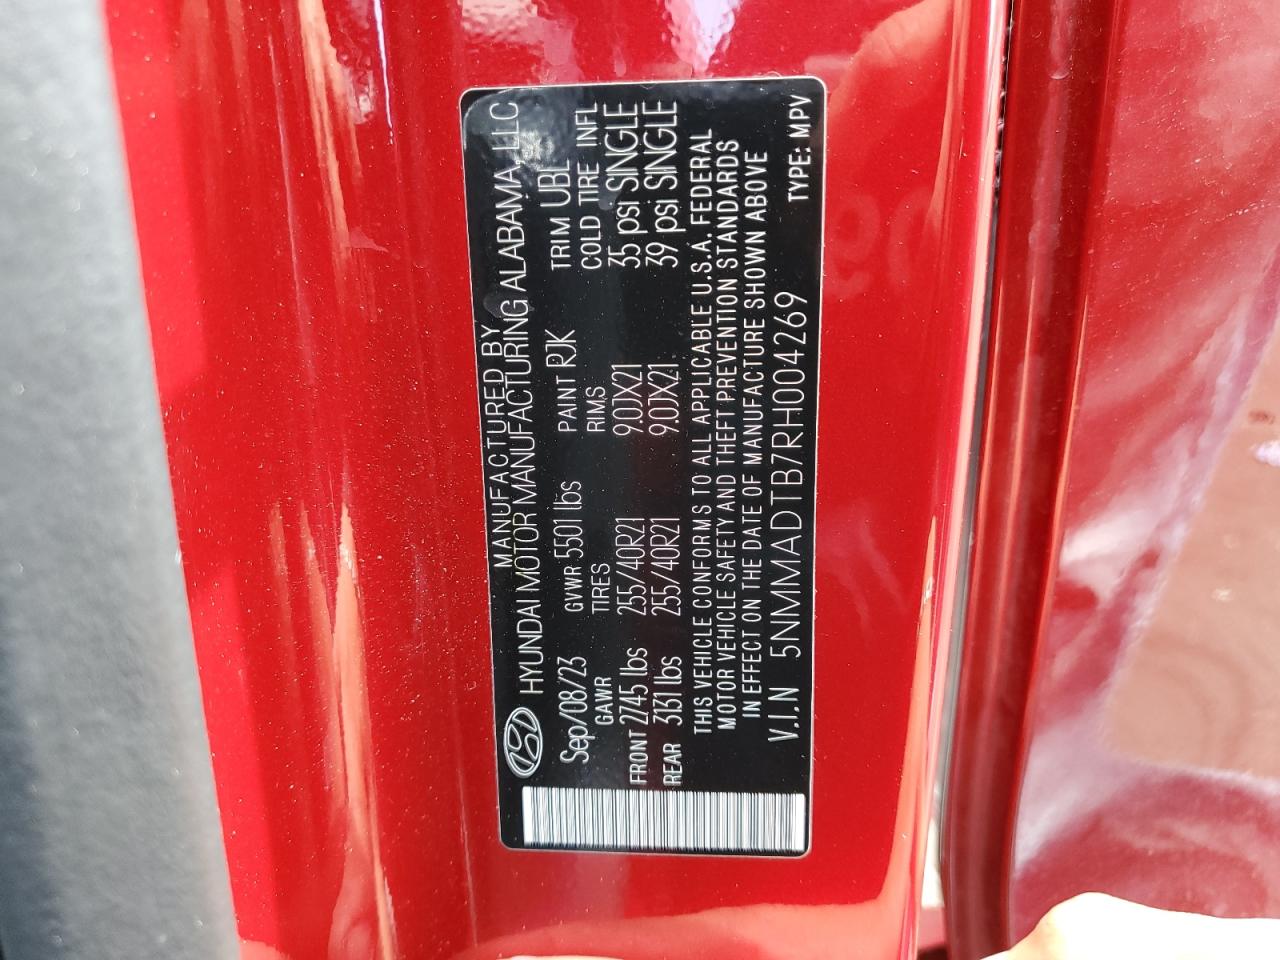 MANUFACTURED BY
HYUNDAI MOTOR MANUFACTURING ALABAMA, LLC
Sep/08/23 GVWR 5501 lbs PAINT RJK TRIM UBL
GAWR TIRES RIMS COLD TIRE INFL
FRONT 2745 lbs 255/40R21 9.0JX21 35 psi SINGLE
REAR 3131 lbs 255/40R21 9.0JX21 39 psi SINGLE
THIS VEHICLE CONFORMS TO ALL APPLICABLE U.S.A. FEDERAL
MOTOR VEHICLE SAFETY AND THEFT PREVENTION STANDARDS
IN EFFECT ON THE DATE OF MANUFACTURE SHOWN ABOVE
V.I.N 5NMMADTB7RH004269 TYPE: MPV